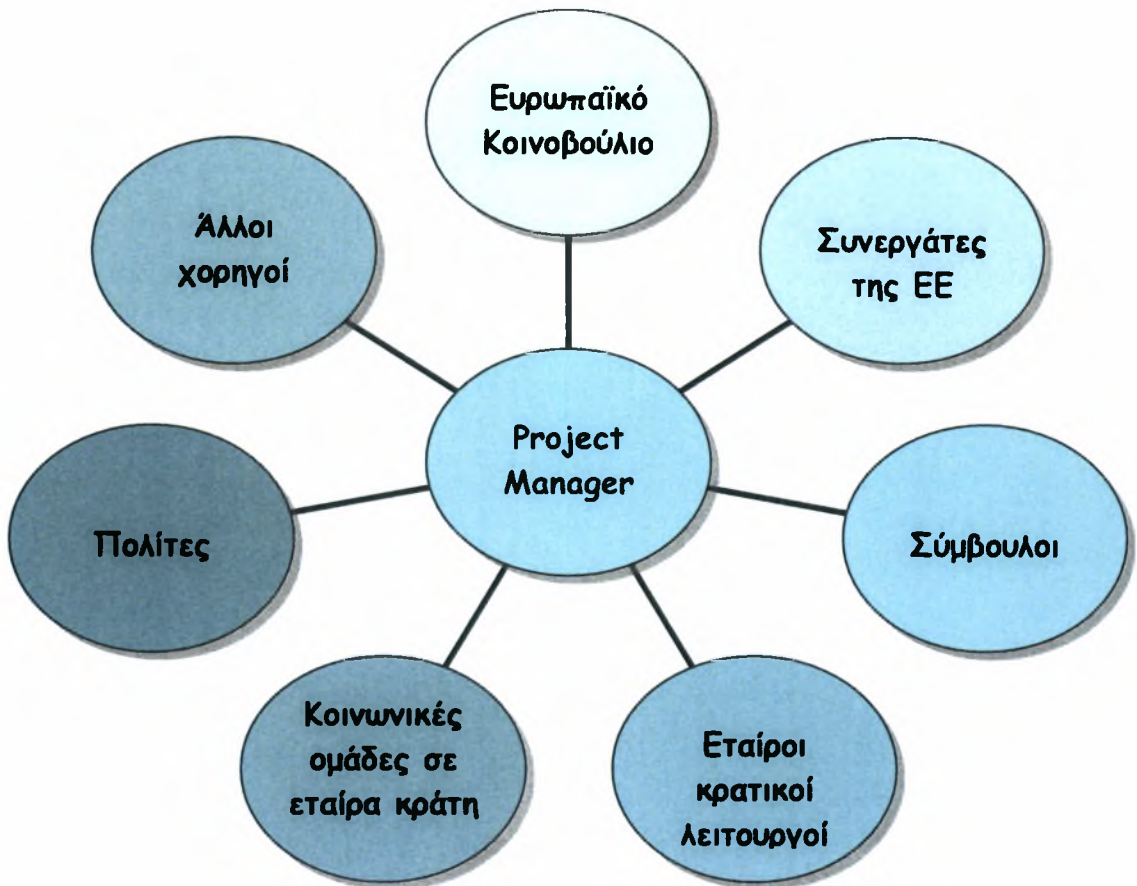 Ευρωπαϊκό
Κοινοβούλιο
Άλλοι
χορηγοί
Συνεργάτες
της ΕΕ
Project
Manager
Πολίτες
Σύμβουλοι
Κοινωνικές
ομάδες σε
εταίρα κράτη
Εταίροι
κρατικοί
λειτουργοί